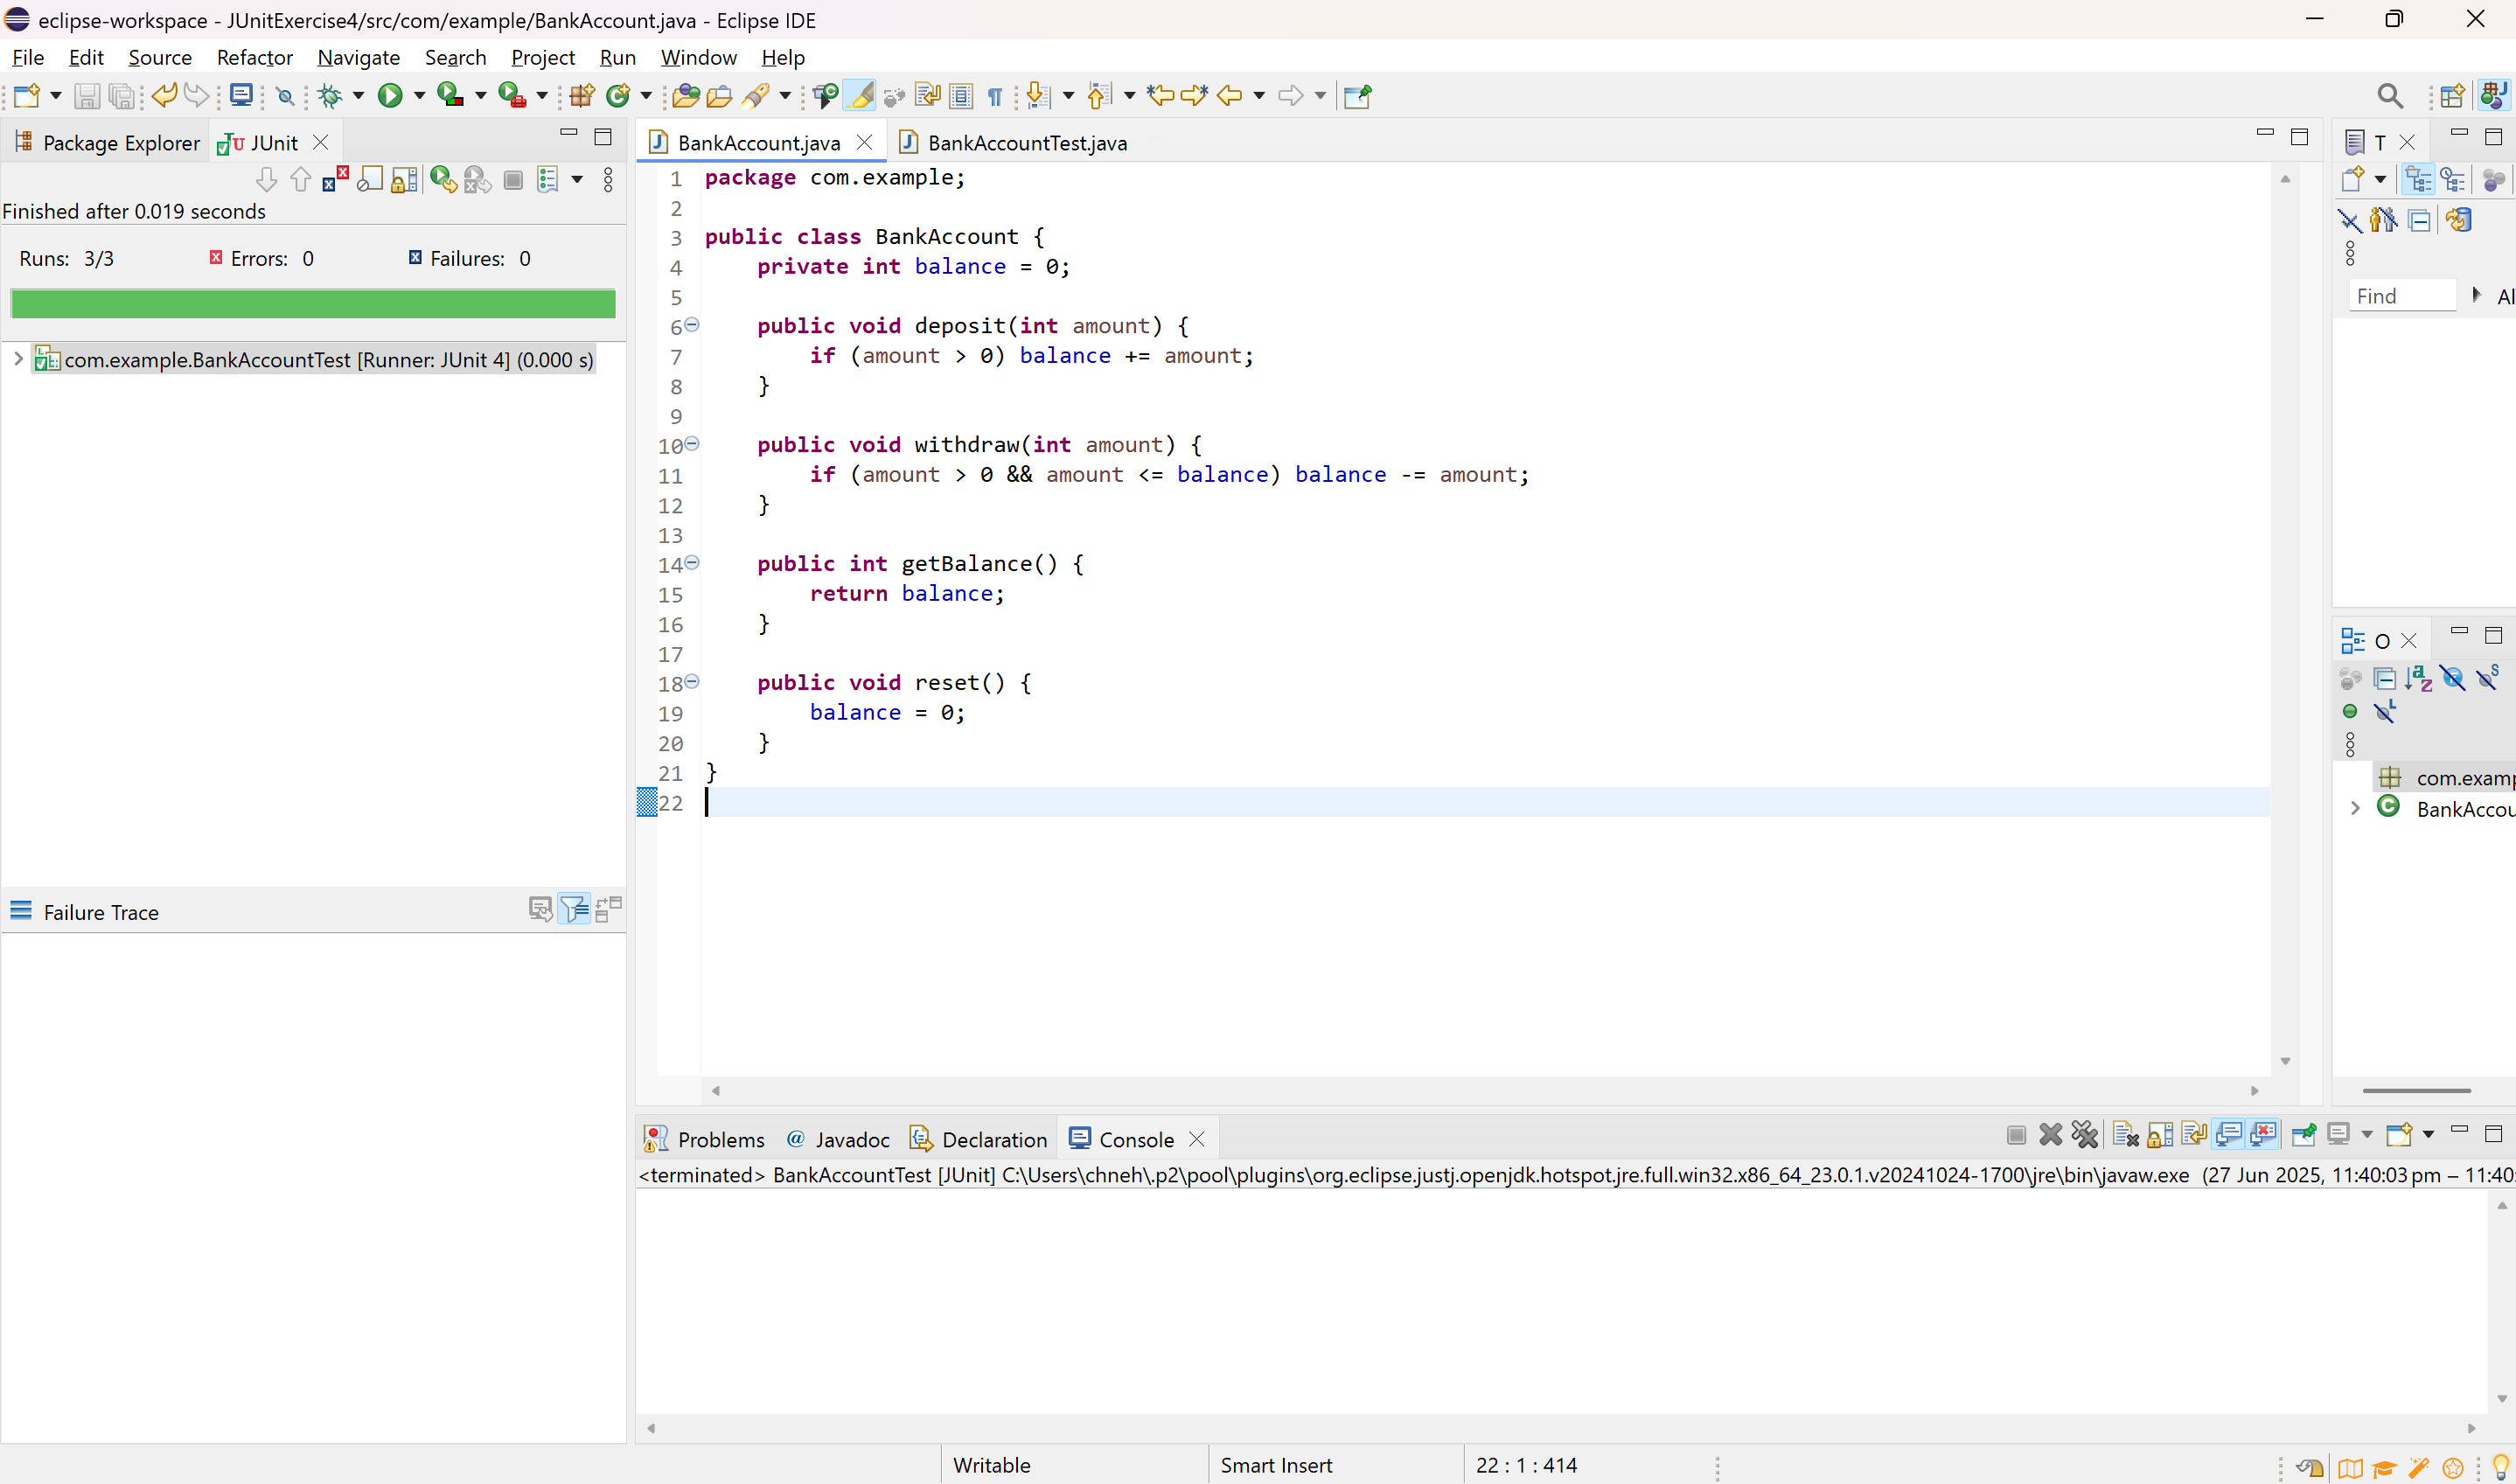 eclipse-workspace - JUnitExercise4/src/com/example/BankAccount.java - Eclipse IDE
File Edit Source Refactor Navigate Search Project Run Window Help
Package Explorer JUnit
Finished after 0.019 seconds
Runs: 3/3 Errors: 0 Failures: 0
com.example.BankAccountTest [Runner: JUnit 4] (0.000 s)
Failure Trace
BankAccount.java BankAccountTest.java
1 package com.example;
2
3 public class BankAccount {
4 private int balance = 0;
5
6 public void deposit(int amount) {
7 if (amount > 0) balance += amount;
8 }
9
10 public void withdraw(int amount) {
11 if (amount > 0 && amount <= balance) balance -= amount;
12 }
13
14 public int getBalance() {
15 return balance;
16 }
17
18 public void reset() {
19 balance = 0;
20 }
21 }
22
T
Find Al
O
com.examp
BankAccou
Problems Javadoc Declaration Console
<terminated> BankAccountTest [JUnit] C:\Users\chneh\.p2\pool\plugins\org.eclipse.justj.openjdk.hotspot.jre.full.win32.x86_64_23.0.1.v20241024-1700\jre\bin\javaw.exe (27 Jun 2025, 11:40:03 pm – 11:40:
Writable Smart Insert 22 : 1 : 414